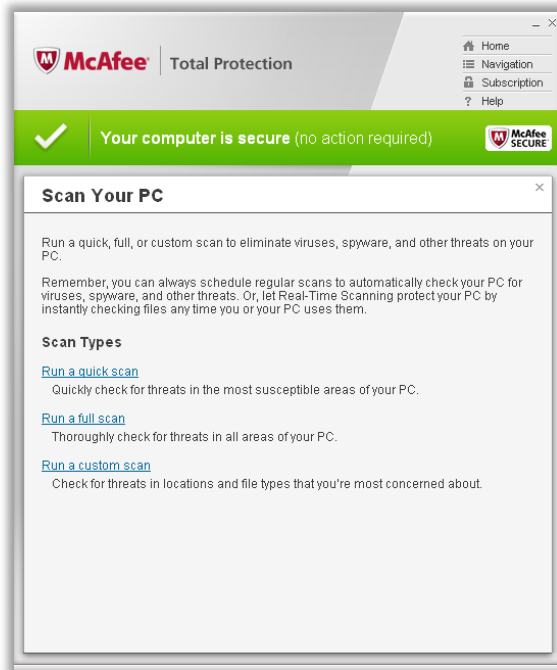 McAfee Total Protection
Home
Navigation
Subscription
? Help
Your computer is secure (no action required)
McAfee
SECURE
Scan Your PC
Run a quick, full, or custom scan to eliminate viruses, spyware, and other threats on your
PC.
Remember, you can always schedule regular scans to automatically check your PC for
viruses, spyware, and other threats. Or, let Real-Time Scanning protect your PC by
instantly checking files any time you or your PC uses them.
Scan Types
Run a quick scan
Quickly check for threats in the most susceptible areas of your PC.
Run a full scan
Thoroughly check for threats in all areas of your PC.
Run a custom scan
Check for threats in locations and file types that you're most concerned about.